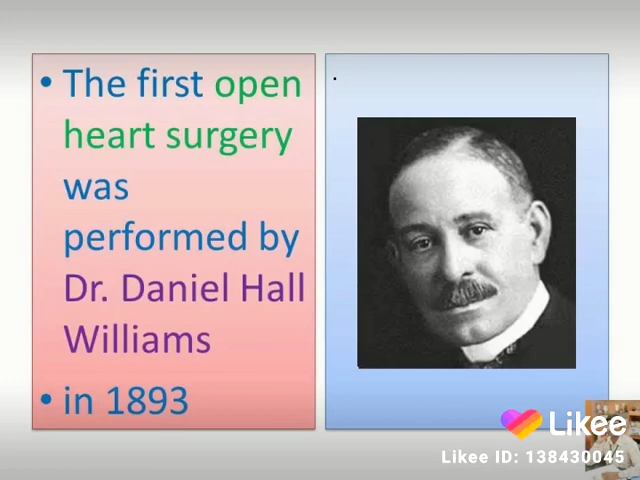 • The first open
heart surgery
was
performed by
Dr. Daniel Hall
Williams
• in 1893
.
Likee
Likee ID: 138430045